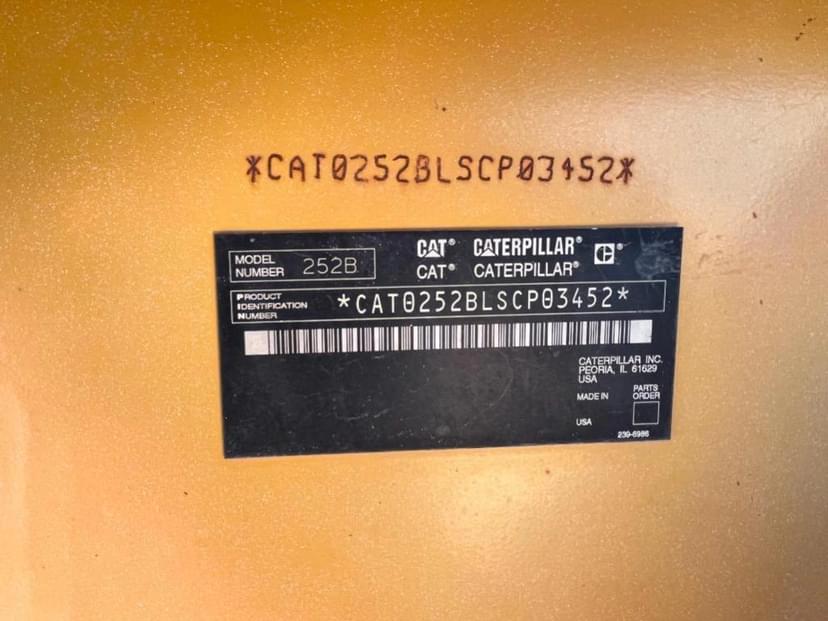 *CAT0252BLSCP03452*
CAT® CATERPILLAR® C®
MODEL NUMBER 252B CAT® CATERPILLAR®
PRODUCT
IDENTIFICATION *CAT0252BLSCP03452*
NUMBER
CATERPILLAR INC.
PEORIA, IL 61629
USA
MADE IN PARTS ORDER
USA
239-6986